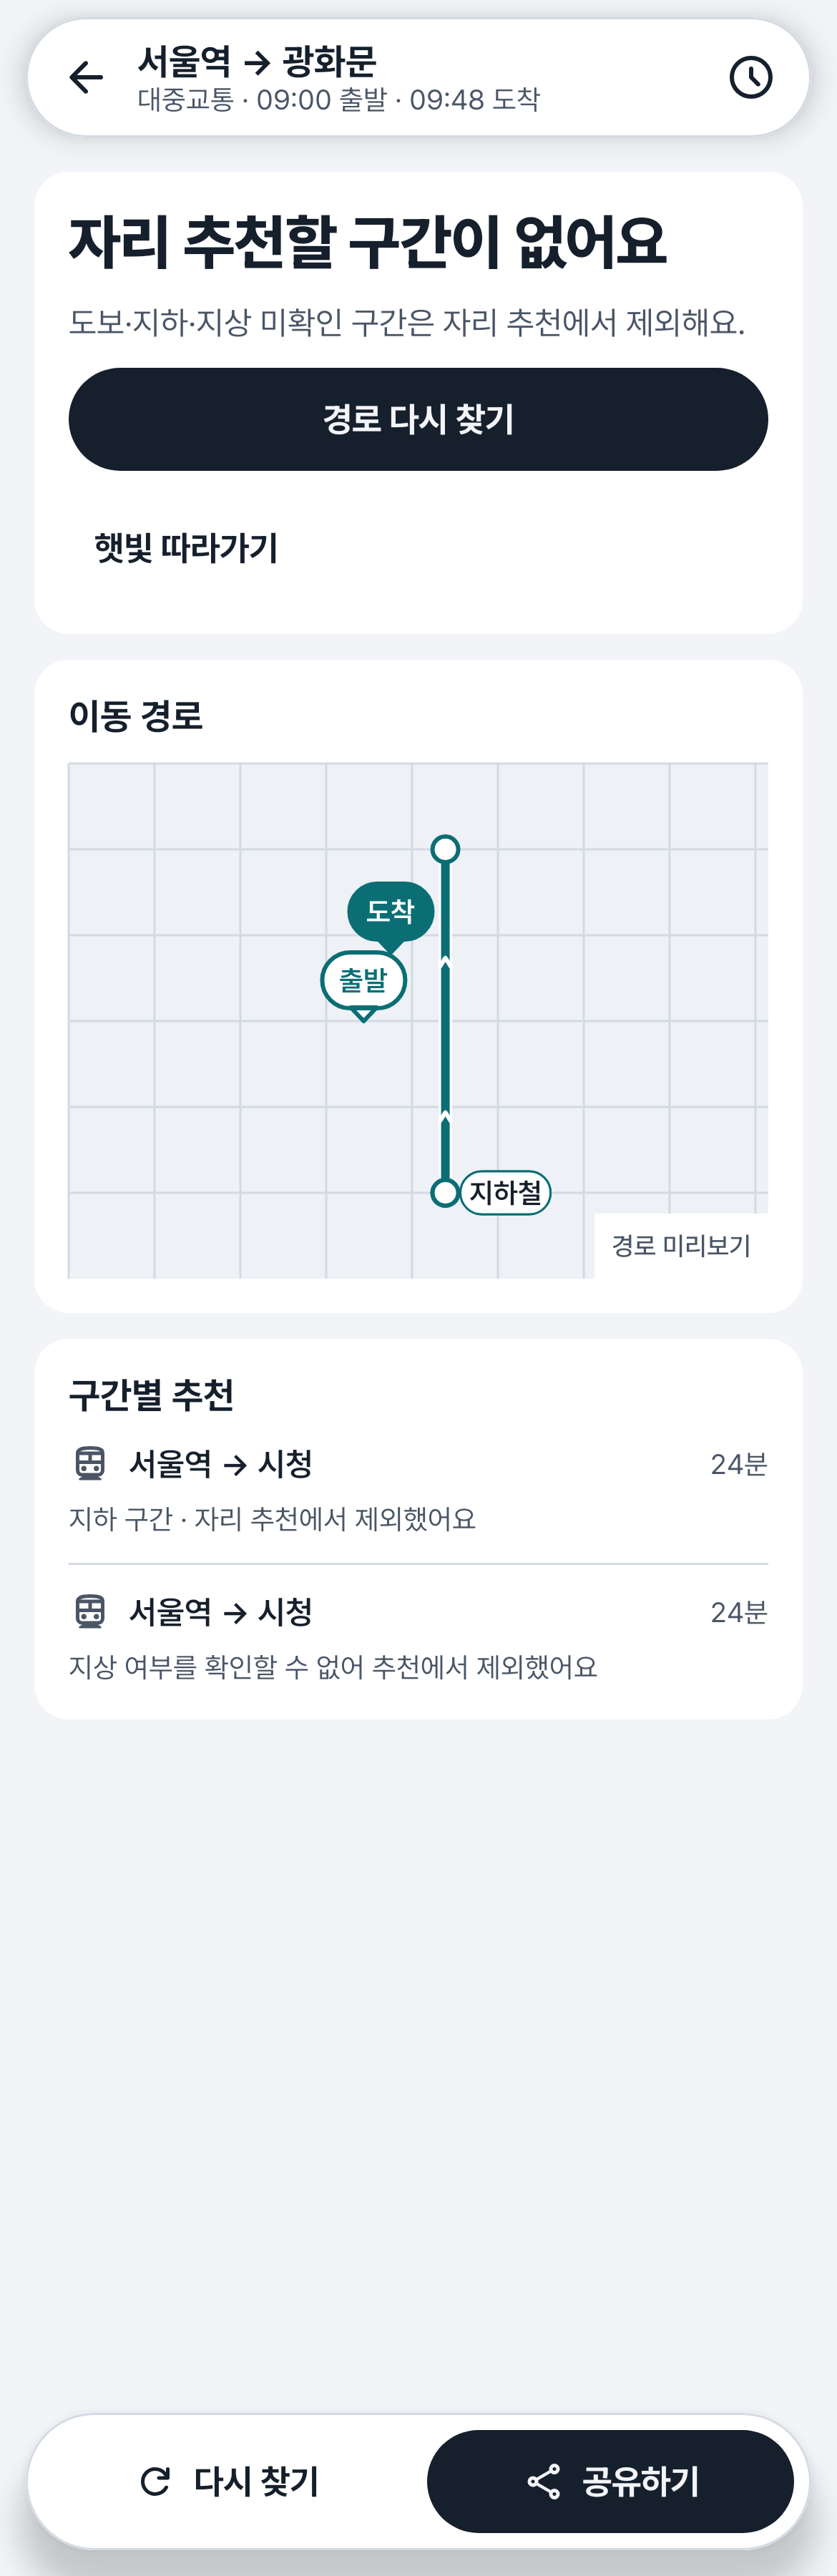 서울역 → 광화문
대중교통 · 09:00 출발 · 09:48 도착
자리 추천할 구간이 없어요
도보·지하·지상 미확인 구간은 자리 추천에서 제외해요.
경로 다시 찾기
햇빛 따라가기
이동 경로
도착
출발
지하철
경로 미리보기
구간별 추천
서울역 → 시청 24분
지하 구간 · 자리 추천에서 제외했어요
서울역 → 시청 24분
지상 여부를 확인할 수 없어 추천에서 제외했어요
다시 찾기 공유하기